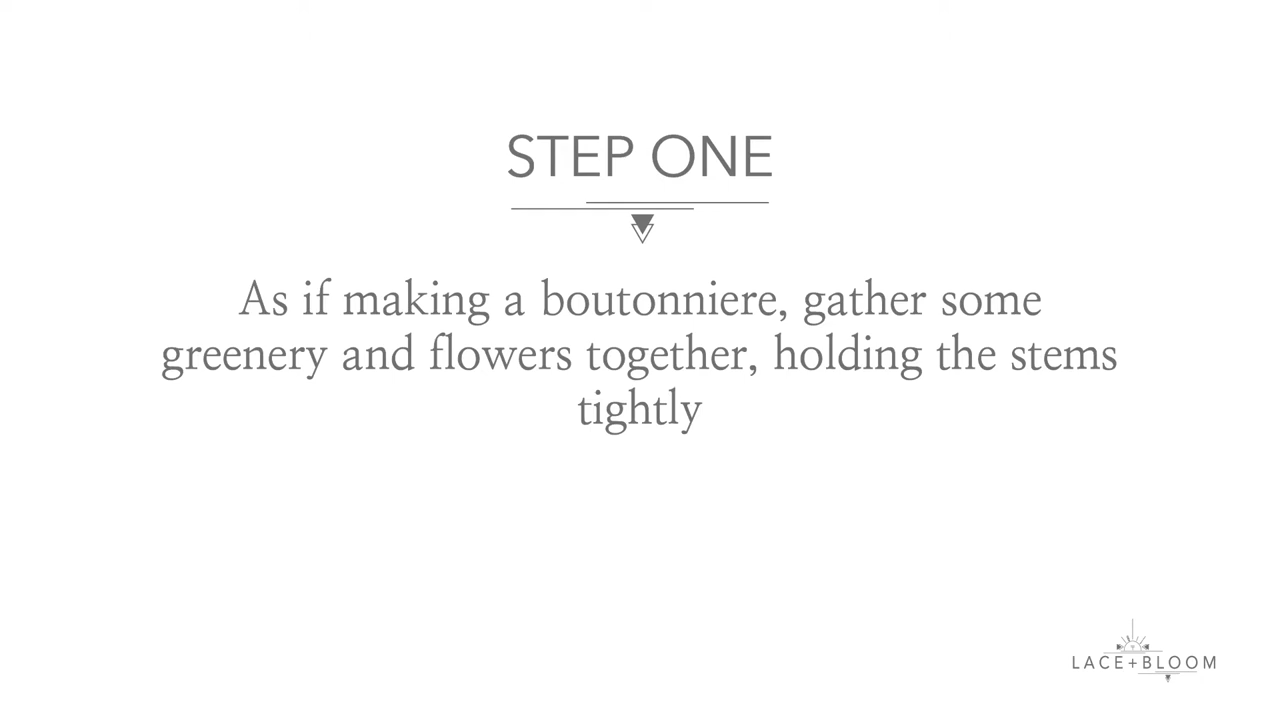 STEP ONE
As if making a boutonniere, gather some
greenery and flowers together, holding the stems
tightly
LACE+BLOOM